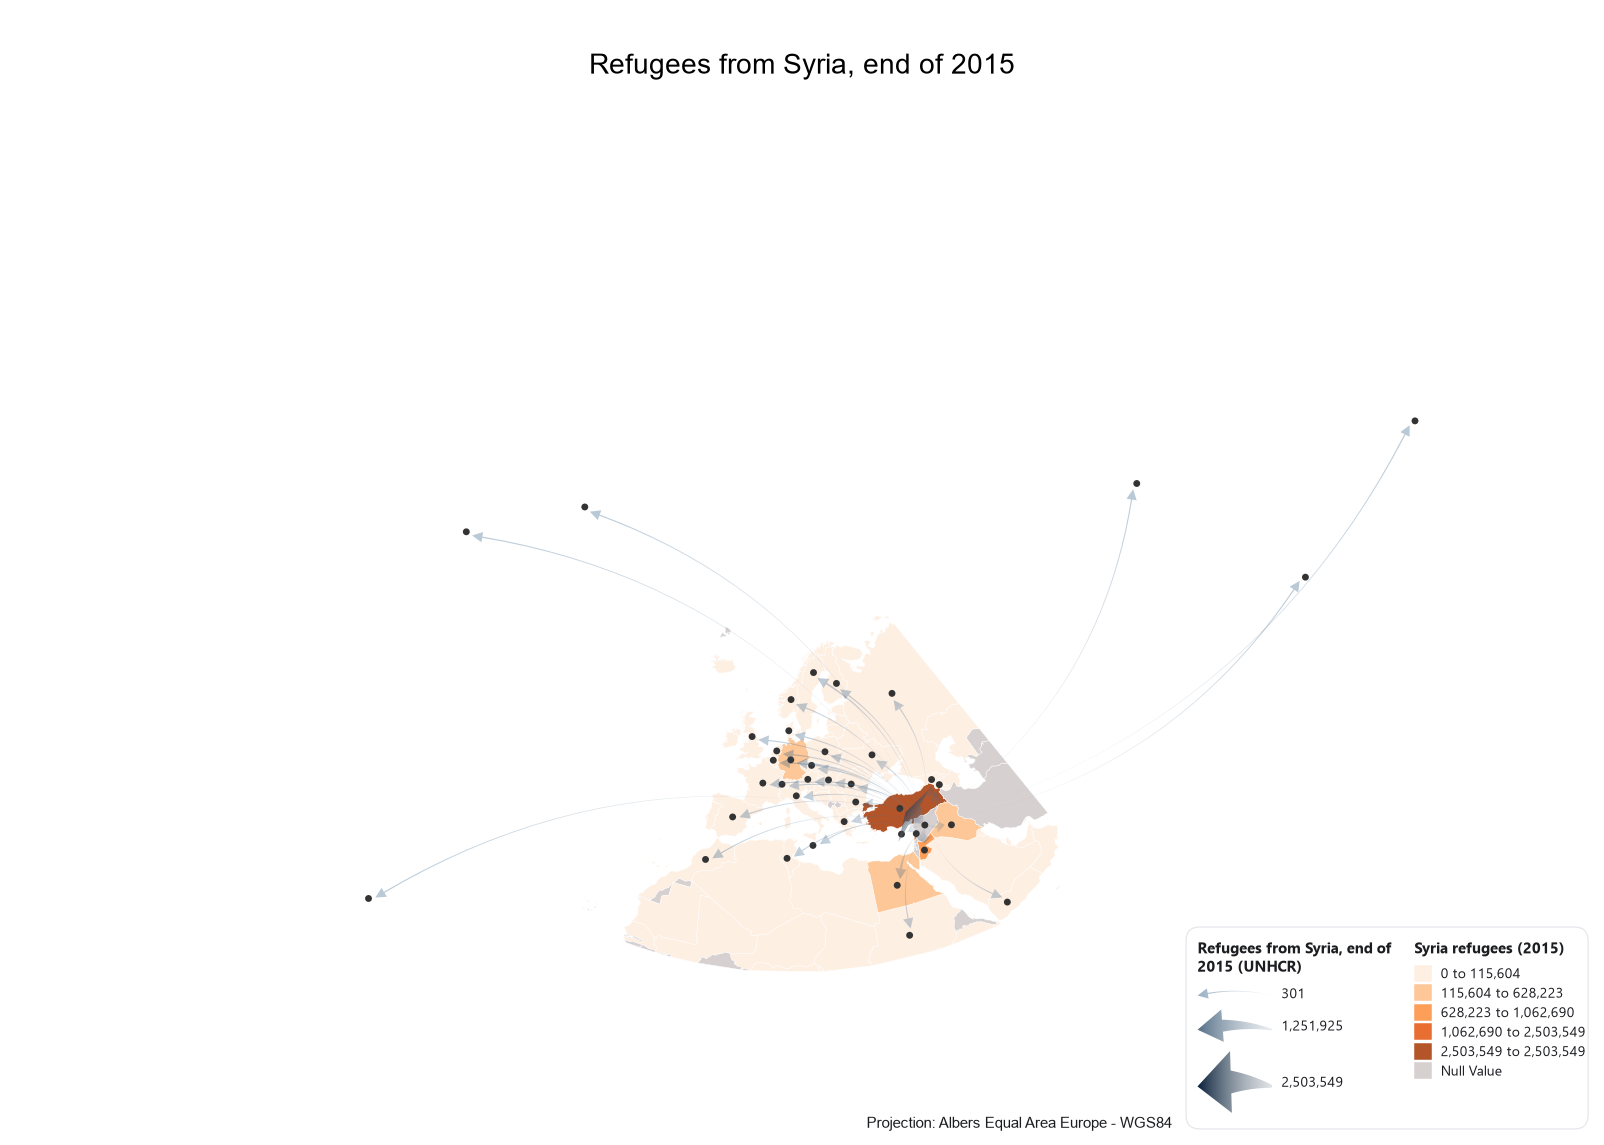 Refugees from Syria, end of 2015
Refugees from Syria, end of
2015 (UNHCR)
301
1,251,925
2,503,549
Syria refugees (2015)
0 to 115,604
115,604 to 628,223
628,223 to 1,062,690
1,062,690 to 2,503,549
2,503,549 to 2,503,549
Null Value
Projection: Albers Equal Area Europe - WGS84